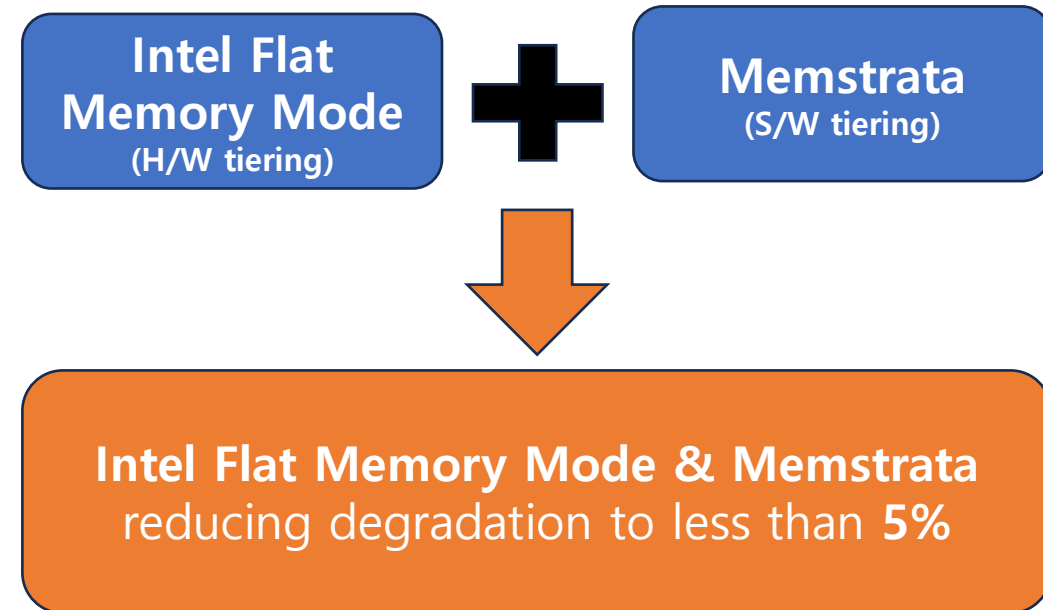 Intel Flat
Memory Mode
(H/W tiering)
Memstrata
(S/W tiering)
Intel Flat Memory Mode & Memstrata
reducing degradation to less than 5%